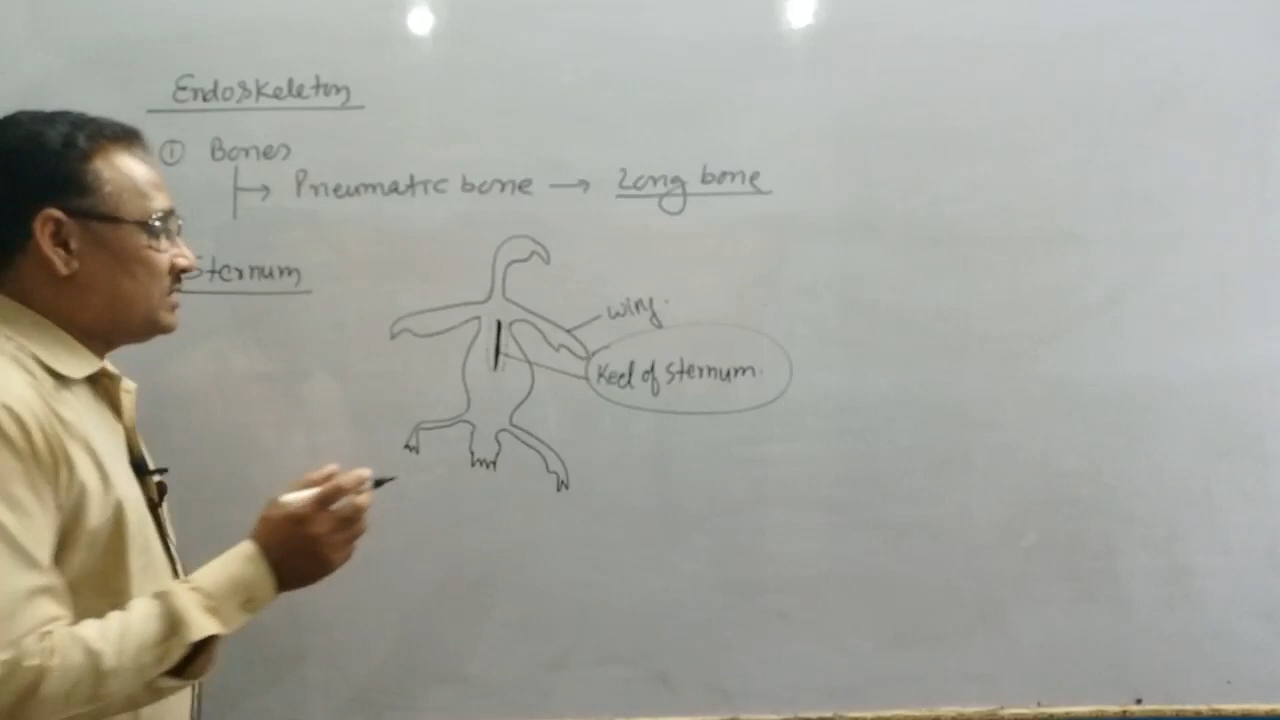 Endoskeleton
① Bones
Pneumatic bone → Long bone
Sternum
wing.
Keel of sternum.